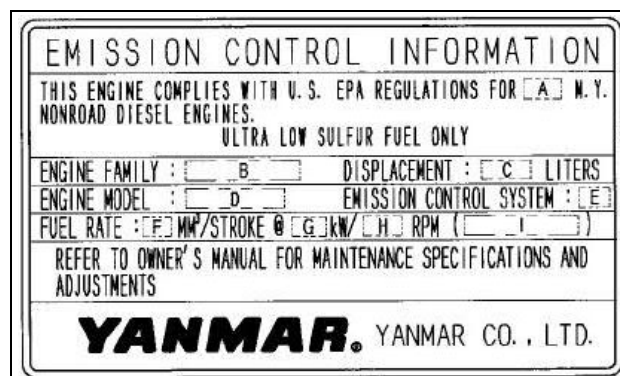 EMISSION CONTROL INFORMATION
THIS ENGINE COMPLIES WITH U.S. EPA REGULATIONS FOR A M.Y.
NONROAD DIESEL ENGINES.
ULTRA LOW SULFUR FUEL ONLY
ENGINE FAMILY : B DISPLACEMENT : C LITERS
ENGINE MODEL : D EMISSION CONTROL SYSTEM : E
FUEL RATE : F MM³/STROKE @ G kW/ H RPM ( I )
REFER TO OWNER'S MANUAL FOR MAINTENANCE SPECIFICATIONS AND
ADJUSTMENTS
YANMAR® YANMAR CO., LTD.